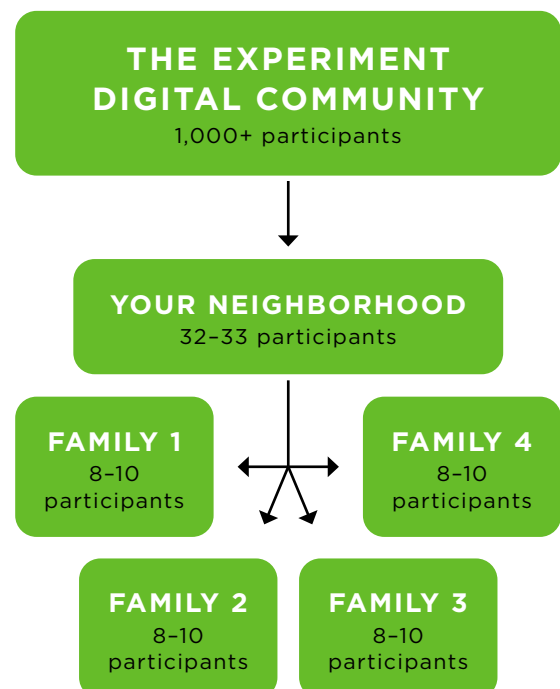 THE EXPERIMENT
DIGITAL COMMUNITY
1,000+ participants
YOUR NEIGHBORHOOD
32–33 participants
FAMILY 1
8–10
participants
FAMILY 4
8–10
participants
FAMILY 2
8–10
participants
FAMILY 3
8–10
participants